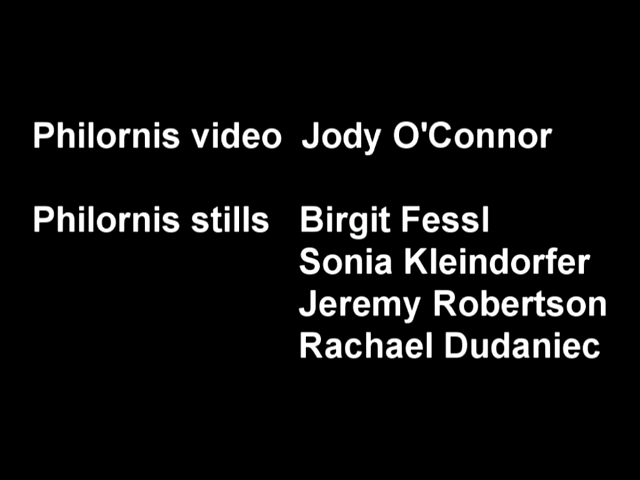 Philornis video Jody O'Connor
Philornis stills Birgit Fessl
Sonia Kleindorfer
Jeremy Robertson
Rachael Dudaniec